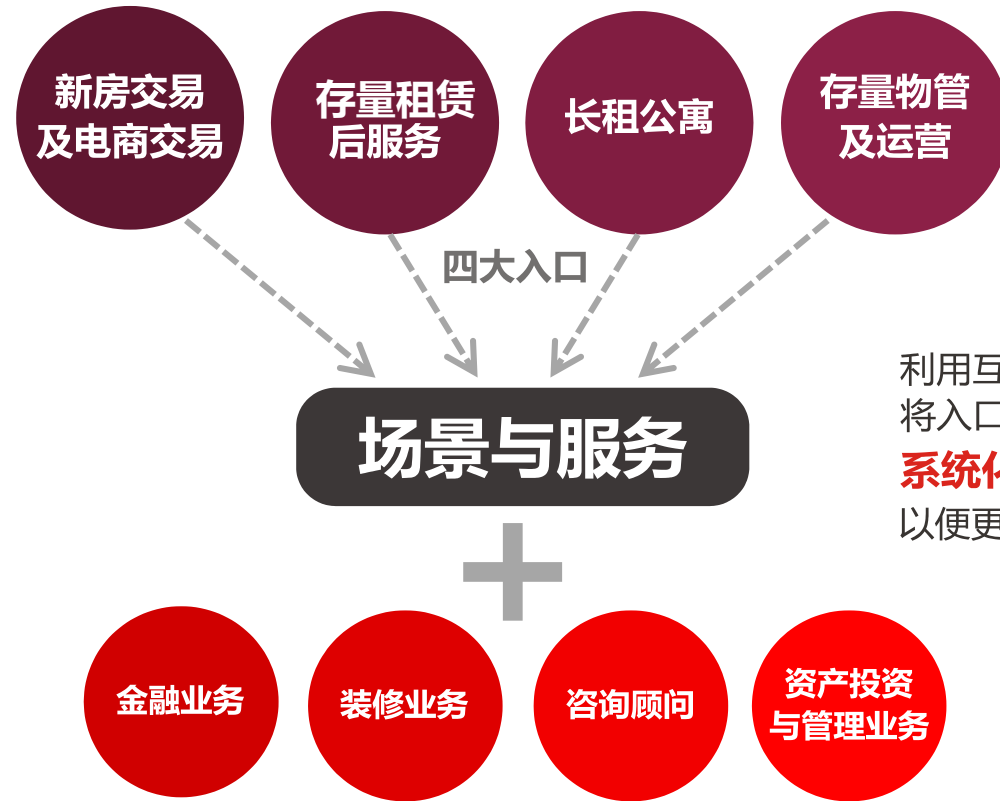 新房交易
及电商交易
存量租赁
后服务
长租公寓
存量物管
及运营
四大入口
场景与服务
利用互
将入口
系统化
以便更
金融业务
装修业务
咨询顾问
资产投资
与管理业务